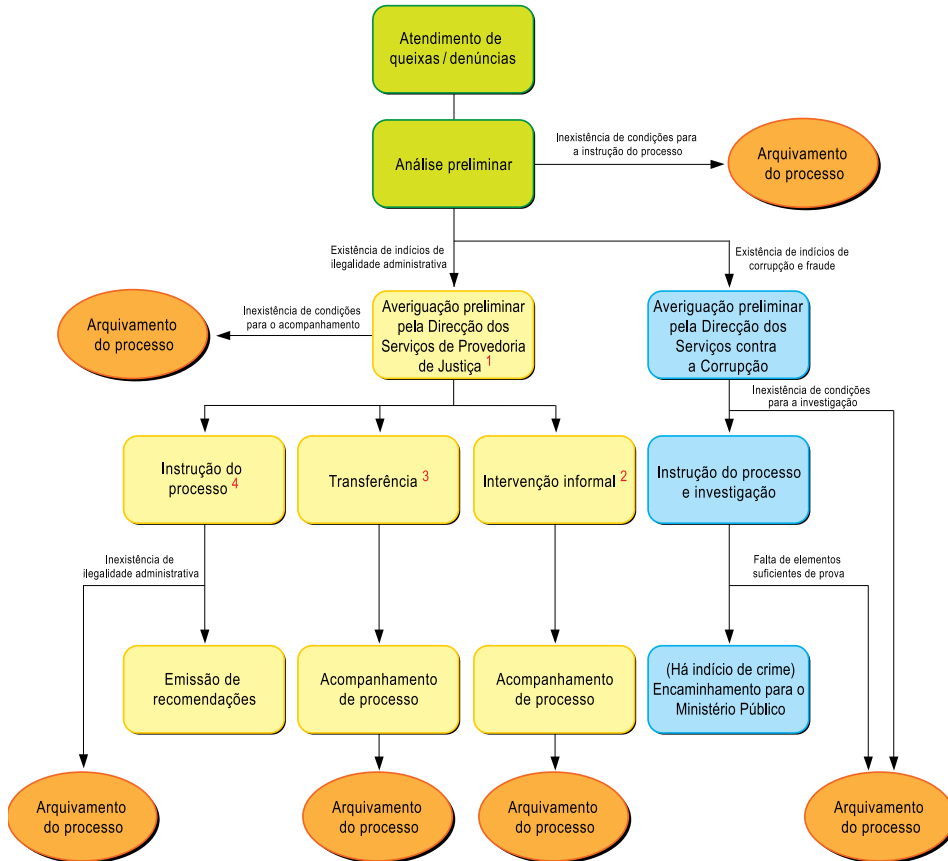 Atendimento de
queixas / denúncias
Análise preliminar
Inexistência de condições para
a instrução do processo
Arquivamento
do processo
Existência de indícios de
ilegalidade administrativa
Existência de indícios de
corrupção e fraude
Arquivamento
do processo
Inexistência de condições
para o acompanhamento
Averiguação preliminar
pela Direcção dos
Serviços de Provedoria
de Justiça 1
Averiguação preliminar
pela Direcção dos
Serviços contra
a Corrupção
Inexistência de condições
para a investigação
Instrução do
processo 4
Transferência 3
Intervenção informal 2
Instrução do processo
e investigação
Inexistência de
ilegalidade administrativa
Falta de elementos
suficientes de prova
Emissão de
recomendações
Acompanhamento
de processo
Acompanhamento
de processo
(Há indício de crime)
Encaminhamento para o
Ministério Público
Arquivamento
do processo
Arquivamento
do processo
Arquivamento
do processo
Arquivamento
do processo